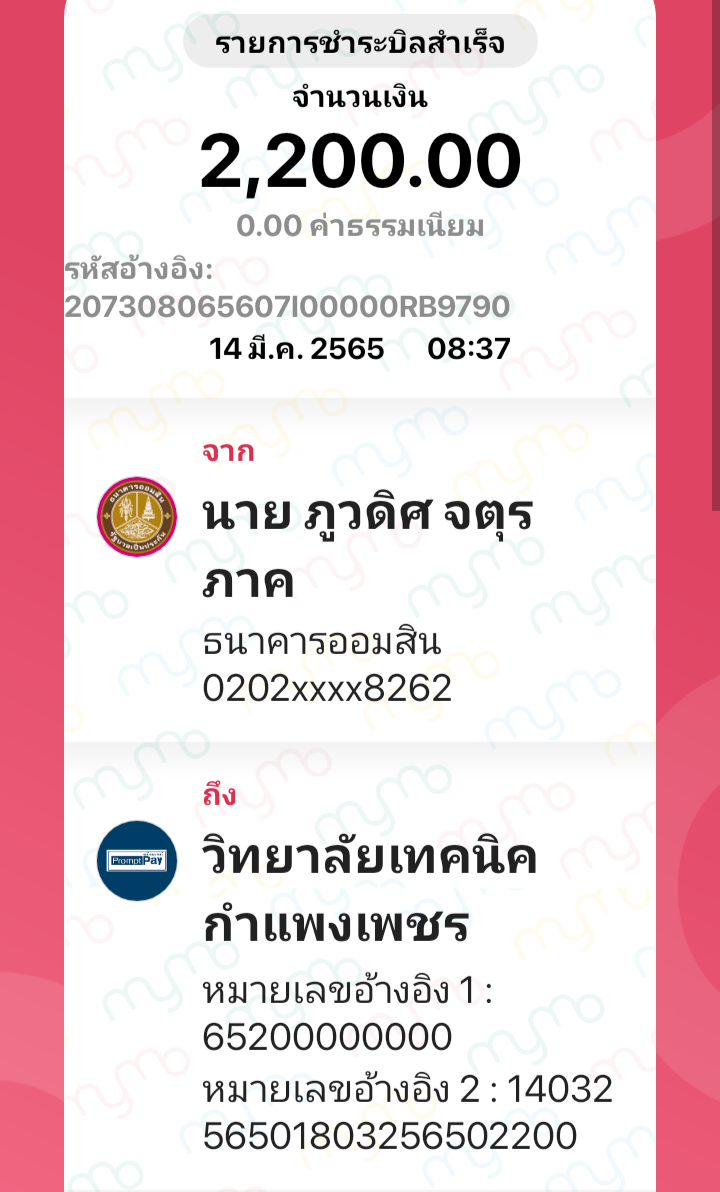 รายการชำระบิลสำเร็จ
จำนวนเงิน
2,200.00
0.00 ค่าธรรมเนียม
รหัสอ้างอิง:
207308065607I00000RB9790
14 มี.ค. 2565 08:37
จาก
นาย ภูวดิศ จตุร
ภาค
ธนาคารออมสิน
0202xxxx8262
ถึง
PromptPay
วิทยาลัยเทคนิค
กำแพงเพชร
หมายเลขอ้างอิง 1 :
65200000000
หมายเลขอ้างอิง 2 : 14032
56501803256502200